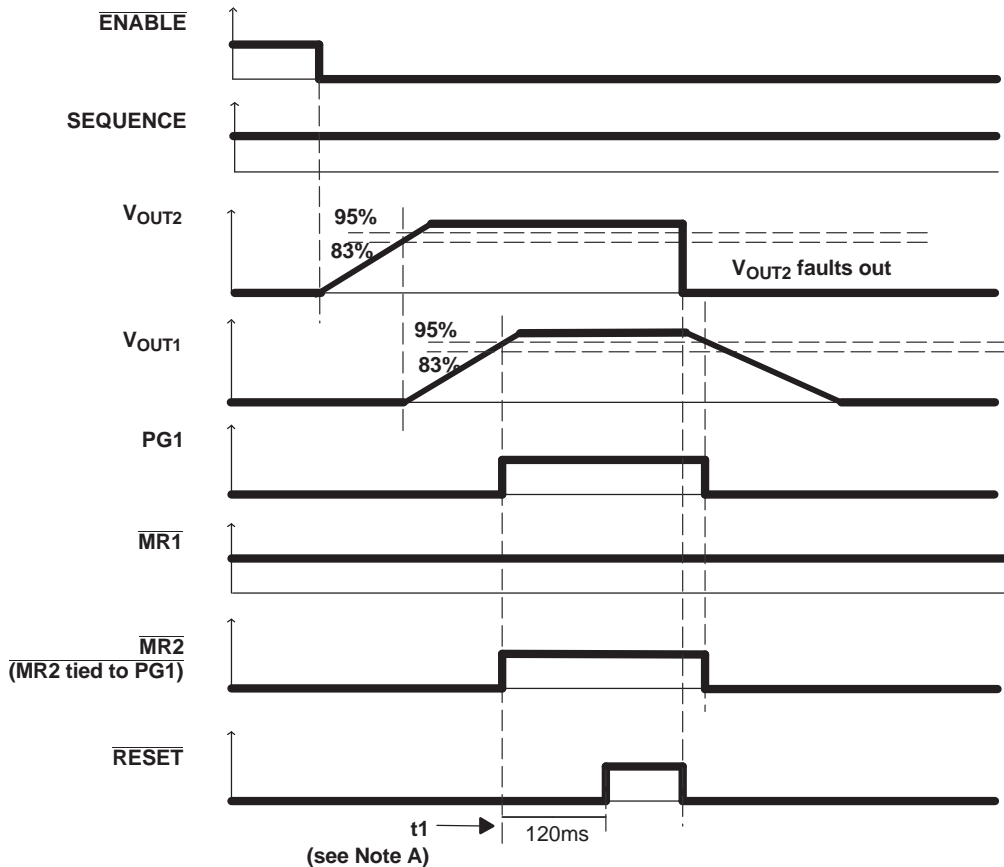 ENABLE
SEQUENCE
VOUT2
95%
83%
VOUT2 faults out
VOUT1
95%
83%
PG1
MR1
MR2
(MR2 tied to PG1)
RESET
t1
120ms
(see Note A)